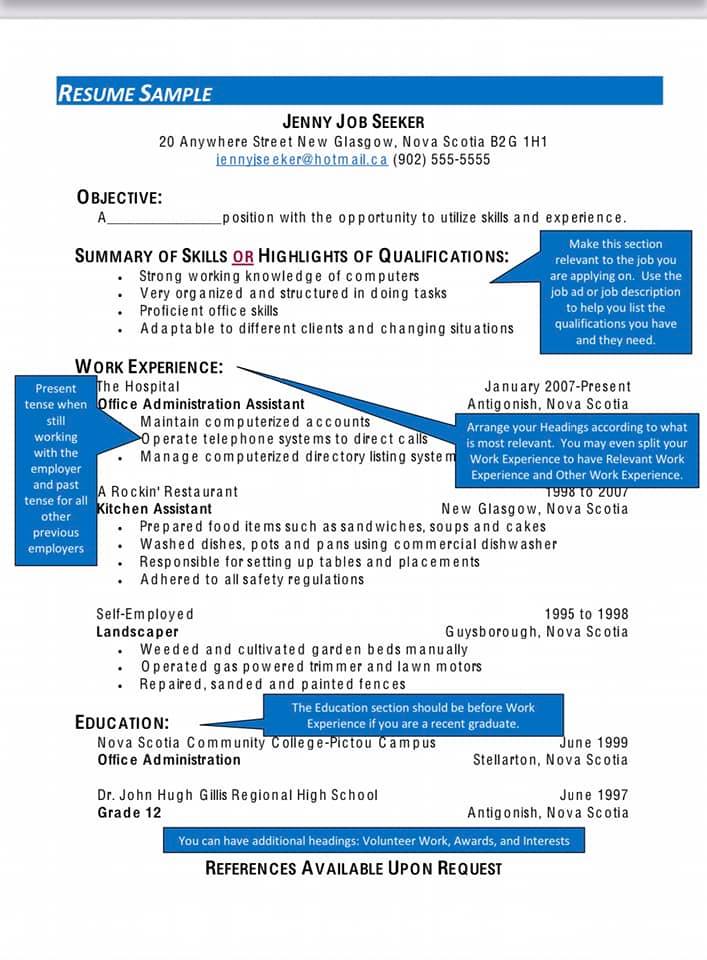 RESUME SAMPLE
JENNY JOB SEEKER
20 Anywhere Street New Glasgow, Nova Scotia B2G 1H1
jennyjseeker@hotmail.ca (902) 555-5555
OBJECTIVE:
A_______________position with the opportunity to utilize skills and experience.
SUMMARY OF SKILLS OR HIGHLIGHTS OF QUALIFICATIONS:
• Strong working knowledge of computers
• Very organized and structured in doing tasks
• Proficient office skills
• Adaptable to different clients and changing situations
Make this section
relevant to the job you
are applying on. Use the
job ad or job description
to help you list the
qualifications you have
and they need.
WORK EXPERIENCE:
The Hospital January 2007-Present
Office Administration Assistant Antigonish, Nova Scotia
• Maintain computerized accounts
Operate telephone systems to direct calls
• Manage computerized directory listing system
Present
tense when
still
working
with the
employer
and past
tense for all
other
previous
employers
Arrange your Headings according to what
is most relevant. You may even split your
Work Experience to have Relevant Work
Experience and Other Work Experience.
A Rockin' Restaurant 1998 to 2007
Kitchen Assistant New Glasgow, Nova Scotia
• Prepared food items such as sandwiches, soups and cakes
• Washed dishes, pots and pans using commercial dishwasher
• Responsible for setting up tables and placements
• Adhered to all safety regulations
Self-Employed 1995 to 1998
Landscaper Guysborough, Nova Scotia
• Weeded and cultivated garden beds manually
• Operated gas powered trimmer and lawn motors
• Repaired, sanded and painted fences
The Education section should be before Work
Experience if you are a recent graduate.
EDUCATION:
Nova Scotia Community College-Pictou Campus June 1999
Office Administration Stellarton, Nova Scotia
Dr. John Hugh Gillis Regional High School June 1997
Grade 12 Antigonish, Nova Scotia
You can have additional headings: Volunteer Work, Awards, and Interests
REFERENCES AVAILABLE UPON REQUEST